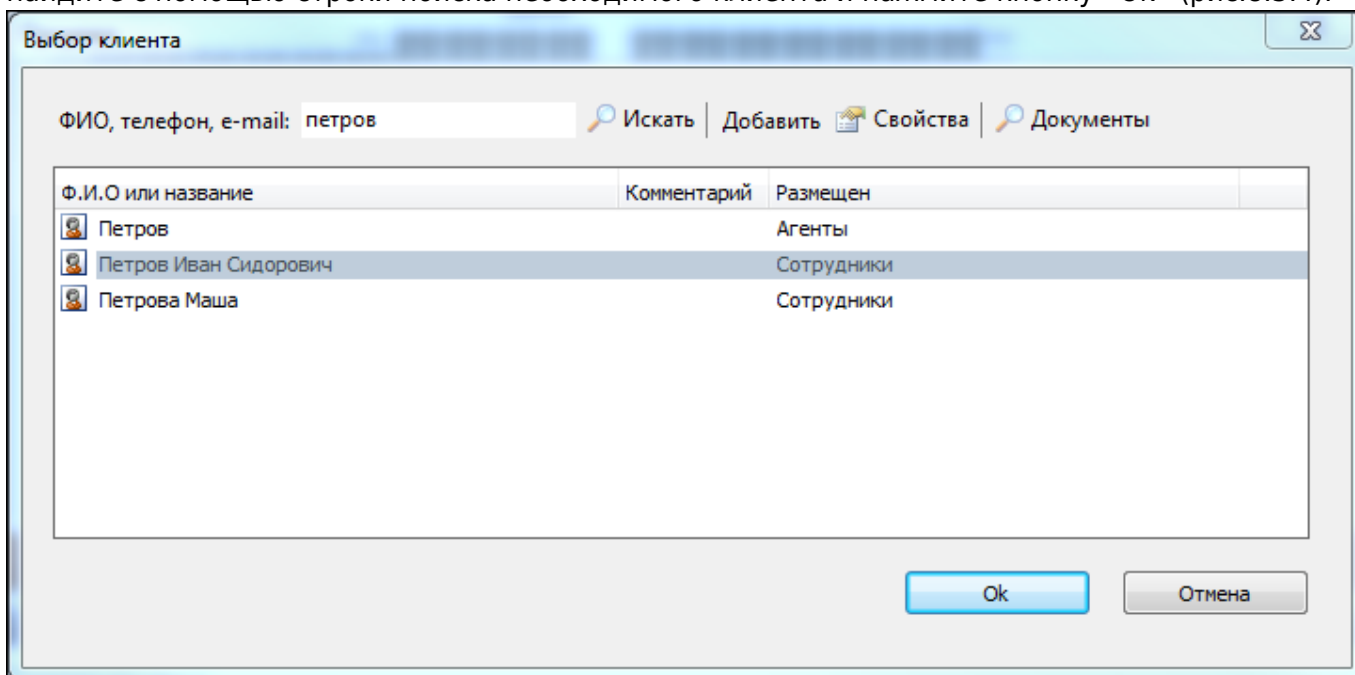 Выбор клиента
ФИО, телефон, e-mail: петров Искать Добавить Свойства Документы
Ф.И.О или название Комментарий Размещен
Петров Агенты
Петров Иван Сидорович Сотрудники
Петрова Маша Сотрудники
Ok Отмена